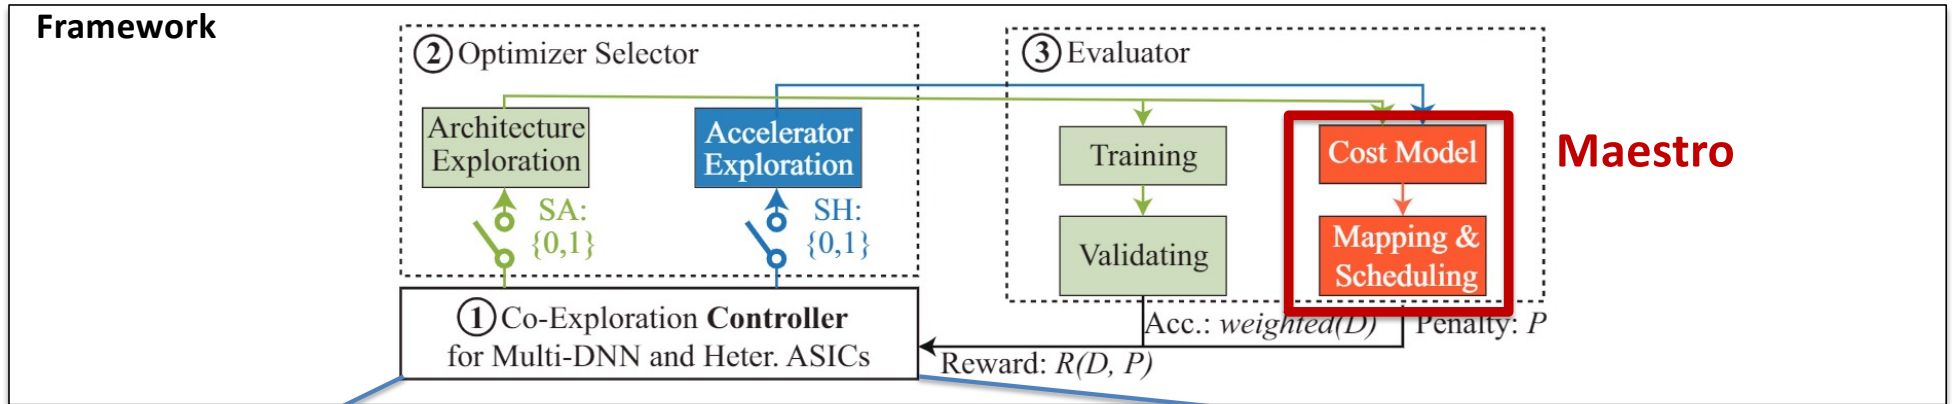 Framework
② Optimizer Selector
③ Evaluator
Architecture
Exploration
Accelerator
Exploration
SA:
{0,1}
SH:
{0,1}
Training
Validating
Cost Model
Mapping &
Scheduling
Maestro
① Co-Exploration Controller
for Multi-DNN and Heter. ASICs
Acc.: weighted(D)
Penalty: P
Reward: R(D, P)